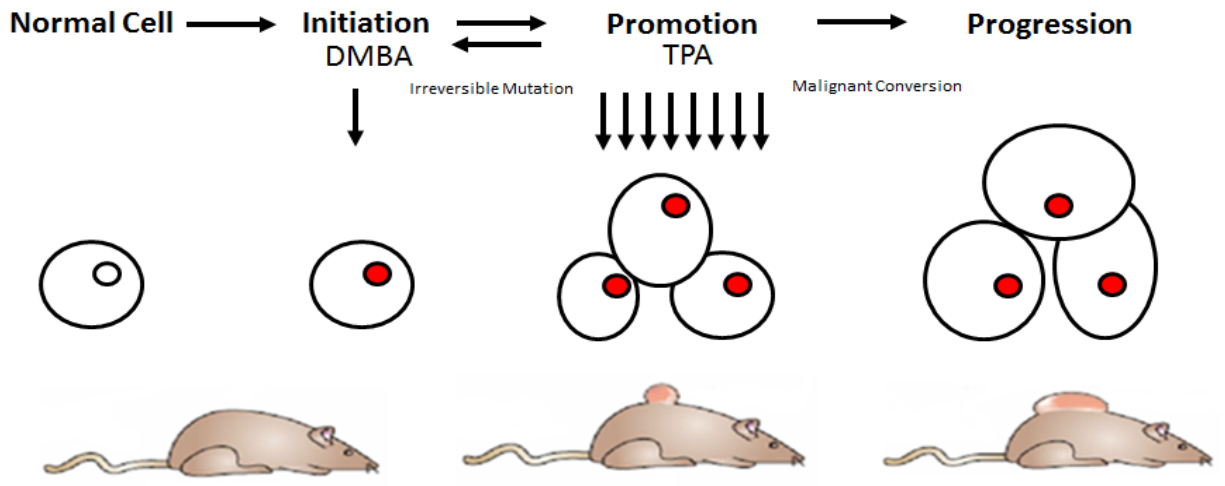 Normal Cell
Initiation
DMBA
Irreversible Mutation
Promotion
TPA
Malignant Conversion
Progression